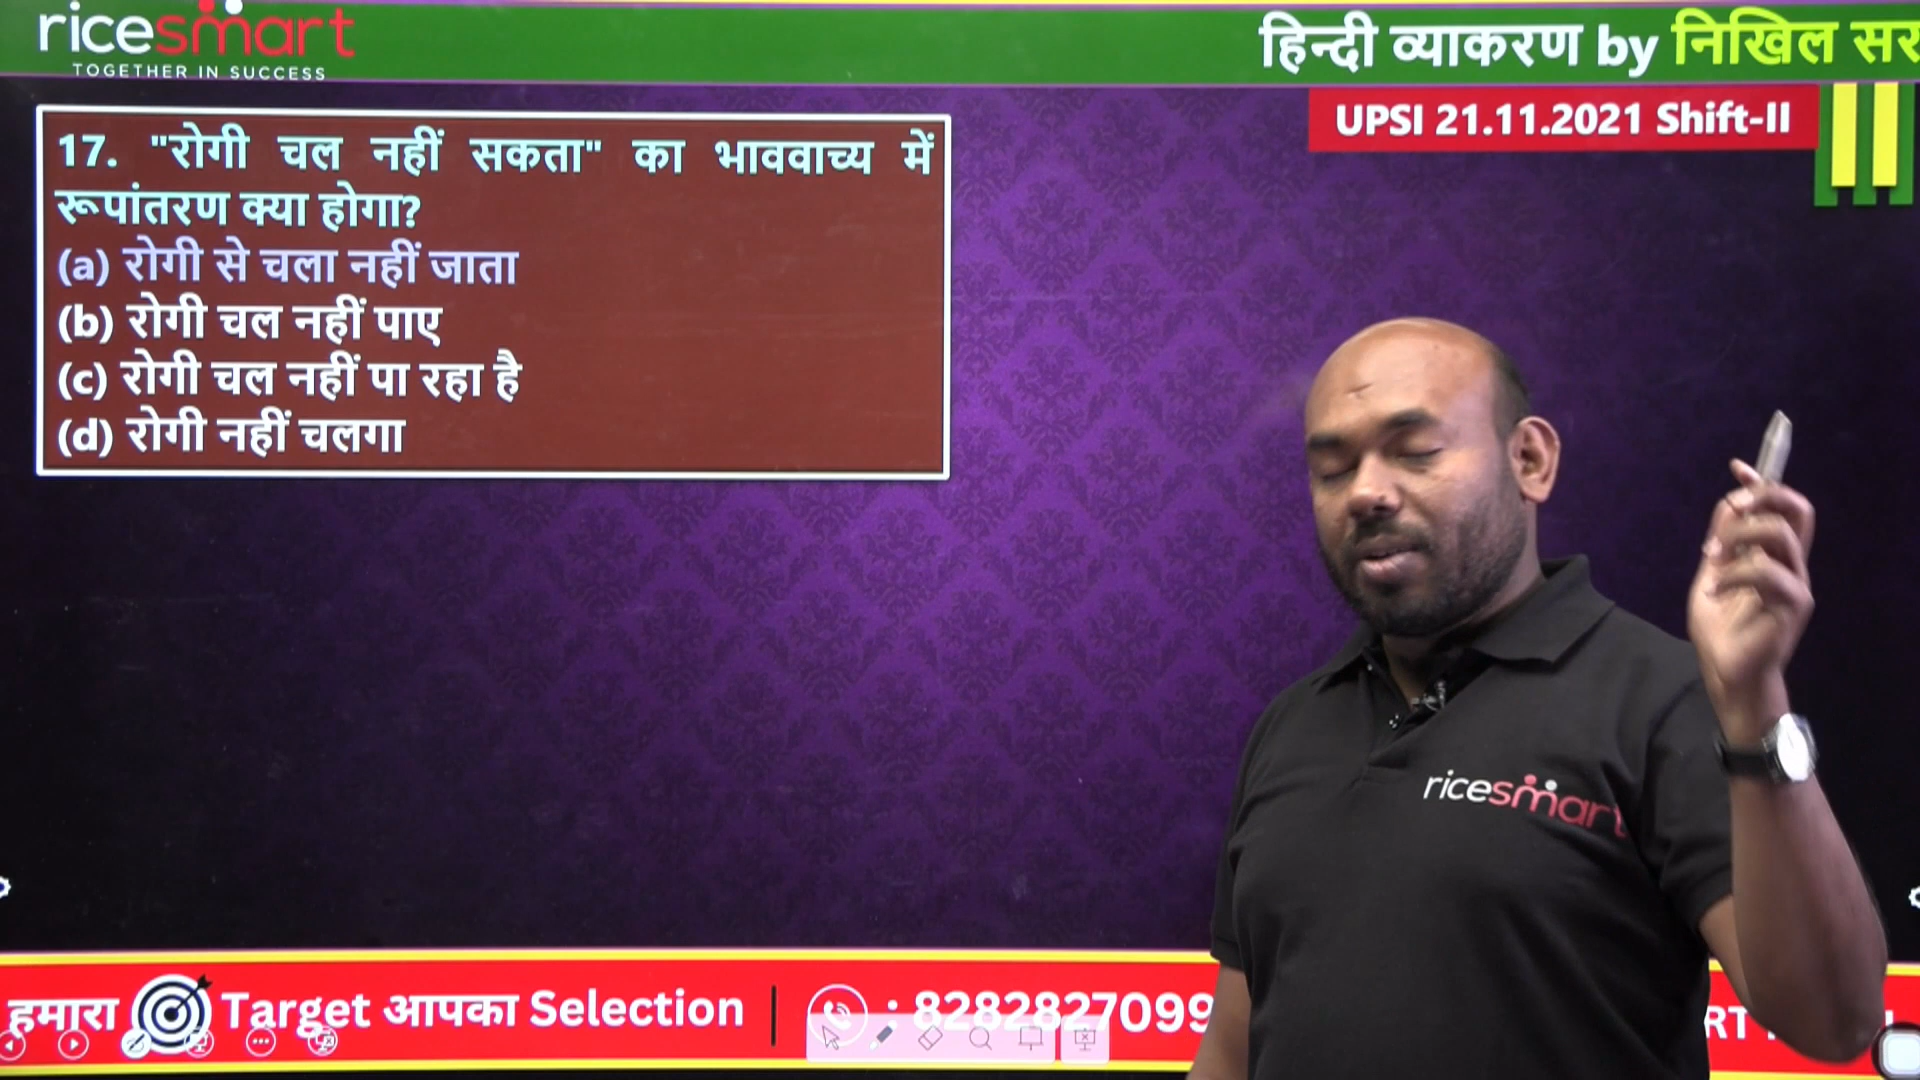 ricesmart
TOGETHER IN SUCCESS
हिन्दी व्याकरण by निखिल सर
UPSI 21.11.2021 Shift-II
17. "रोगी चल नहीं सकता" का भाववाच्य में
रूपांतरण क्या होगा?
(a) रोगी से चला नहीं जाता
(b) रोगी चल नहीं पाए
(c) रोगी चल नहीं पा रहा है
(d) रोगी नहीं चलगा
ricesmart
हमारा Target आपका Selection | : 8282827099